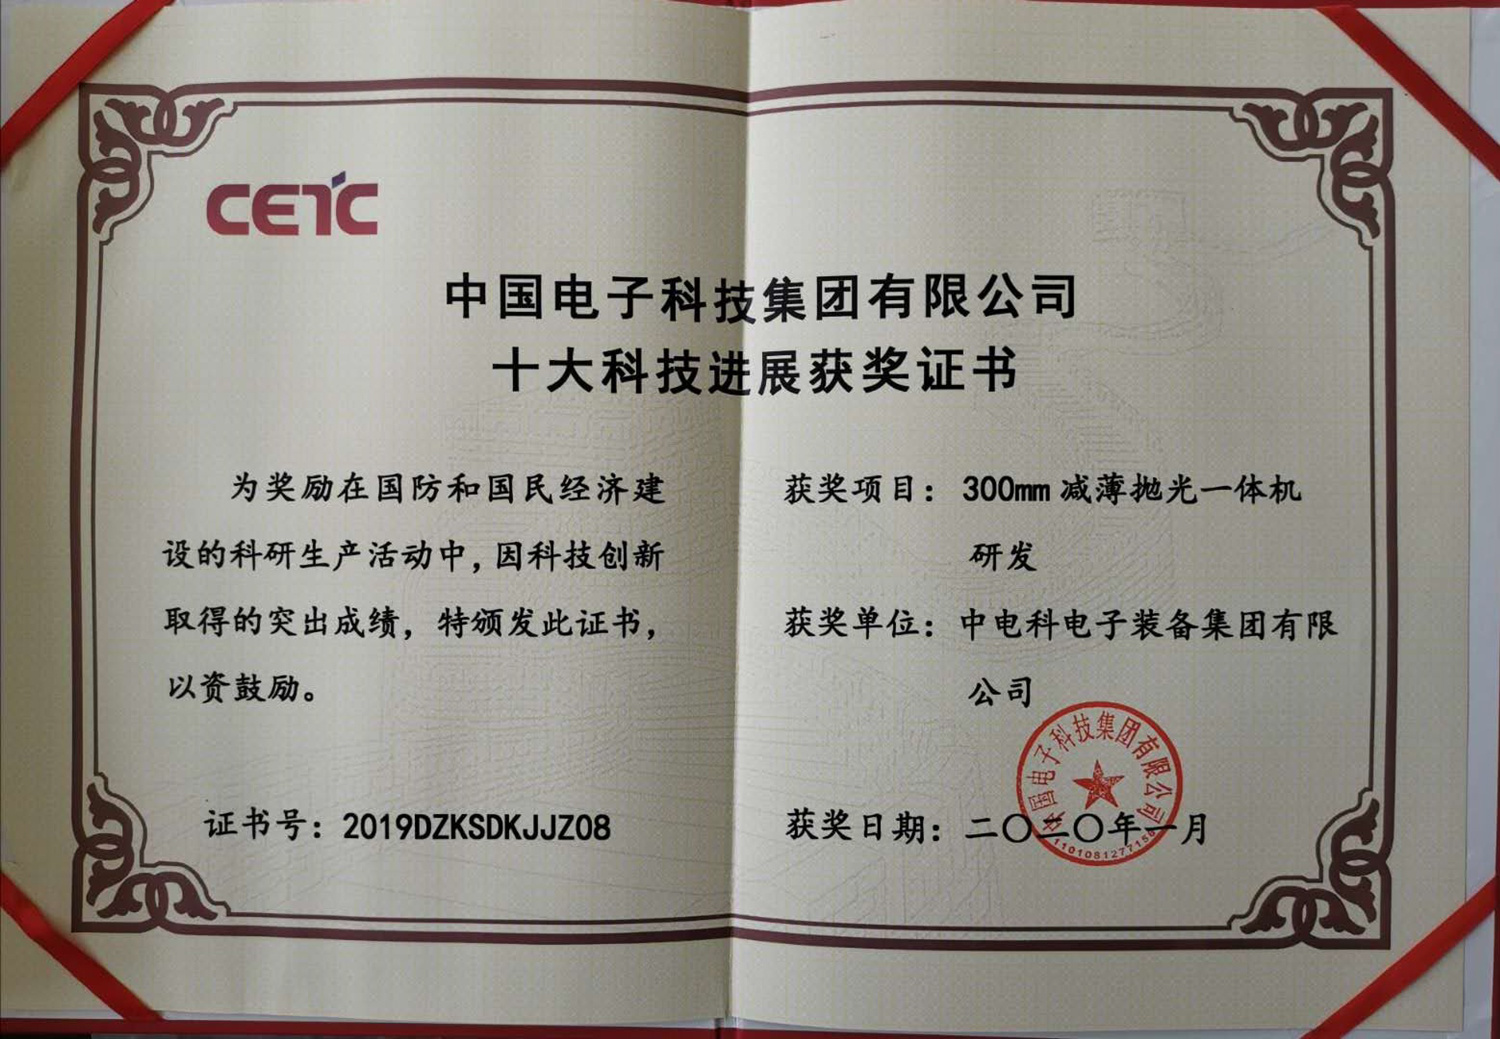 CETC
中国电子科技集团有限公司
十大科技进展获奖证书
为奖励在国防和国民经济建
设的科研生产活动中，因科技创新
取得的突出成绩，特颁发此证书，
以资鼓励。
证书号：2019DZKSDKJJZ08
获奖项目：300mm减薄抛光一体机
研发
获奖单位：中电科电子装备集团有限
公司
获奖日期：二〇二〇年一月
中国电子科技集团有限公司